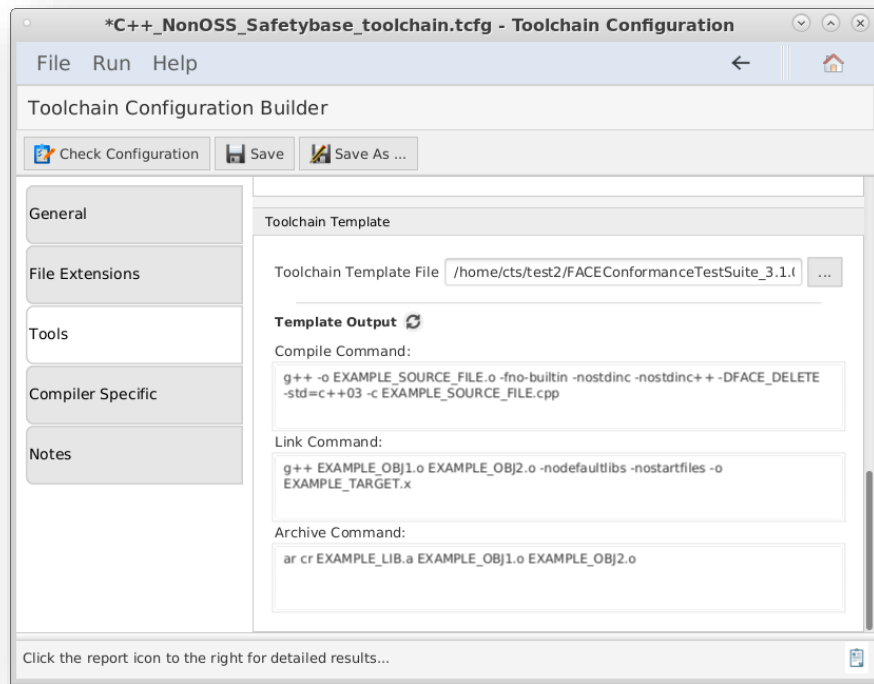 *C++_NonOSS_Safetybase_toolchain.tcfg - Toolchain Configuration
File Run Help
Toolchain Configuration Builder
Check Configuration Save Save As ...
General
File Extensions
Tools
Compiler Specific
Notes
Toolchain Template
Toolchain Template File /home/cts/test2/FACEConformanceTestSuite_3.1.( ...
Template Output
Compile Command:
g++ -o EXAMPLE_SOURCE_FILE.o -fno-builtin -nostdinc -nostdinc++ -DFACE_DELETE
-std=c++03 -c EXAMPLE_SOURCE_FILE.cpp
Link Command:
g++ EXAMPLE_OBJ1.o EXAMPLE_OBJ2.o -nodefaultlibs -nostartfiles -o
EXAMPLE_TARGET.x
Archive Command:
ar cr EXAMPLE_LIB.a EXAMPLE_OBJ1.o EXAMPLE_OBJ2.o
Click the report icon to the right for detailed results...